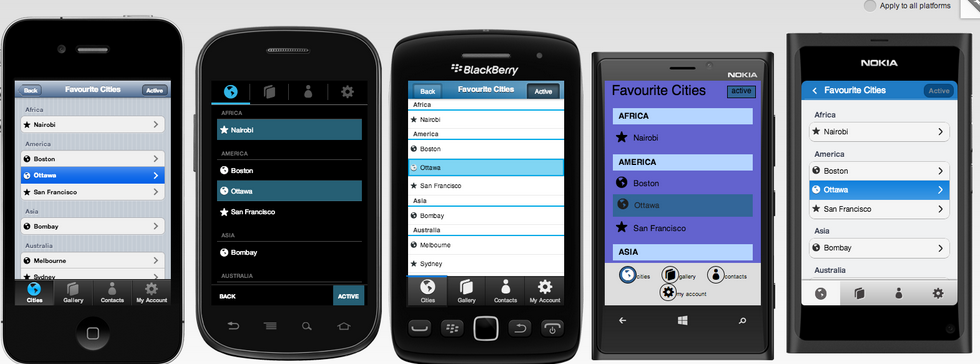 Apply to all platforms
Back
Favourite Cities
Active
Africa
Nairobi
America
Boston
Ottawa
San Francisco
Asia
Bombay
Australia
Melbourne
Sydney
Cities
Gallery
Contacts
My Account
AFRICA
Nairobi
AMERICA
Boston
Ottawa
San Francisco
ASIA
Bombay
AUSTRALIA
BACK
ACTIVE
BlackBerry
Back
Favourite Cities
Active
Africa
Nairobi
America
Boston
Ottawa
San Francisco
Asia
Bombay
Australia
Melbourne
Sydney
Cities
Gallery
Contacts
My Account
NOKIA
Favourite Cities
active
AFRICA
Nairobi
AMERICA
Boston
Ottawa
San Francisco
ASIA
cities
gallery
contacts
my account
NOKIA
Favourite Cities
Active
Africa
Nairobi
America
Boston
Ottawa
San Francisco
Asia
Bombay
Australia